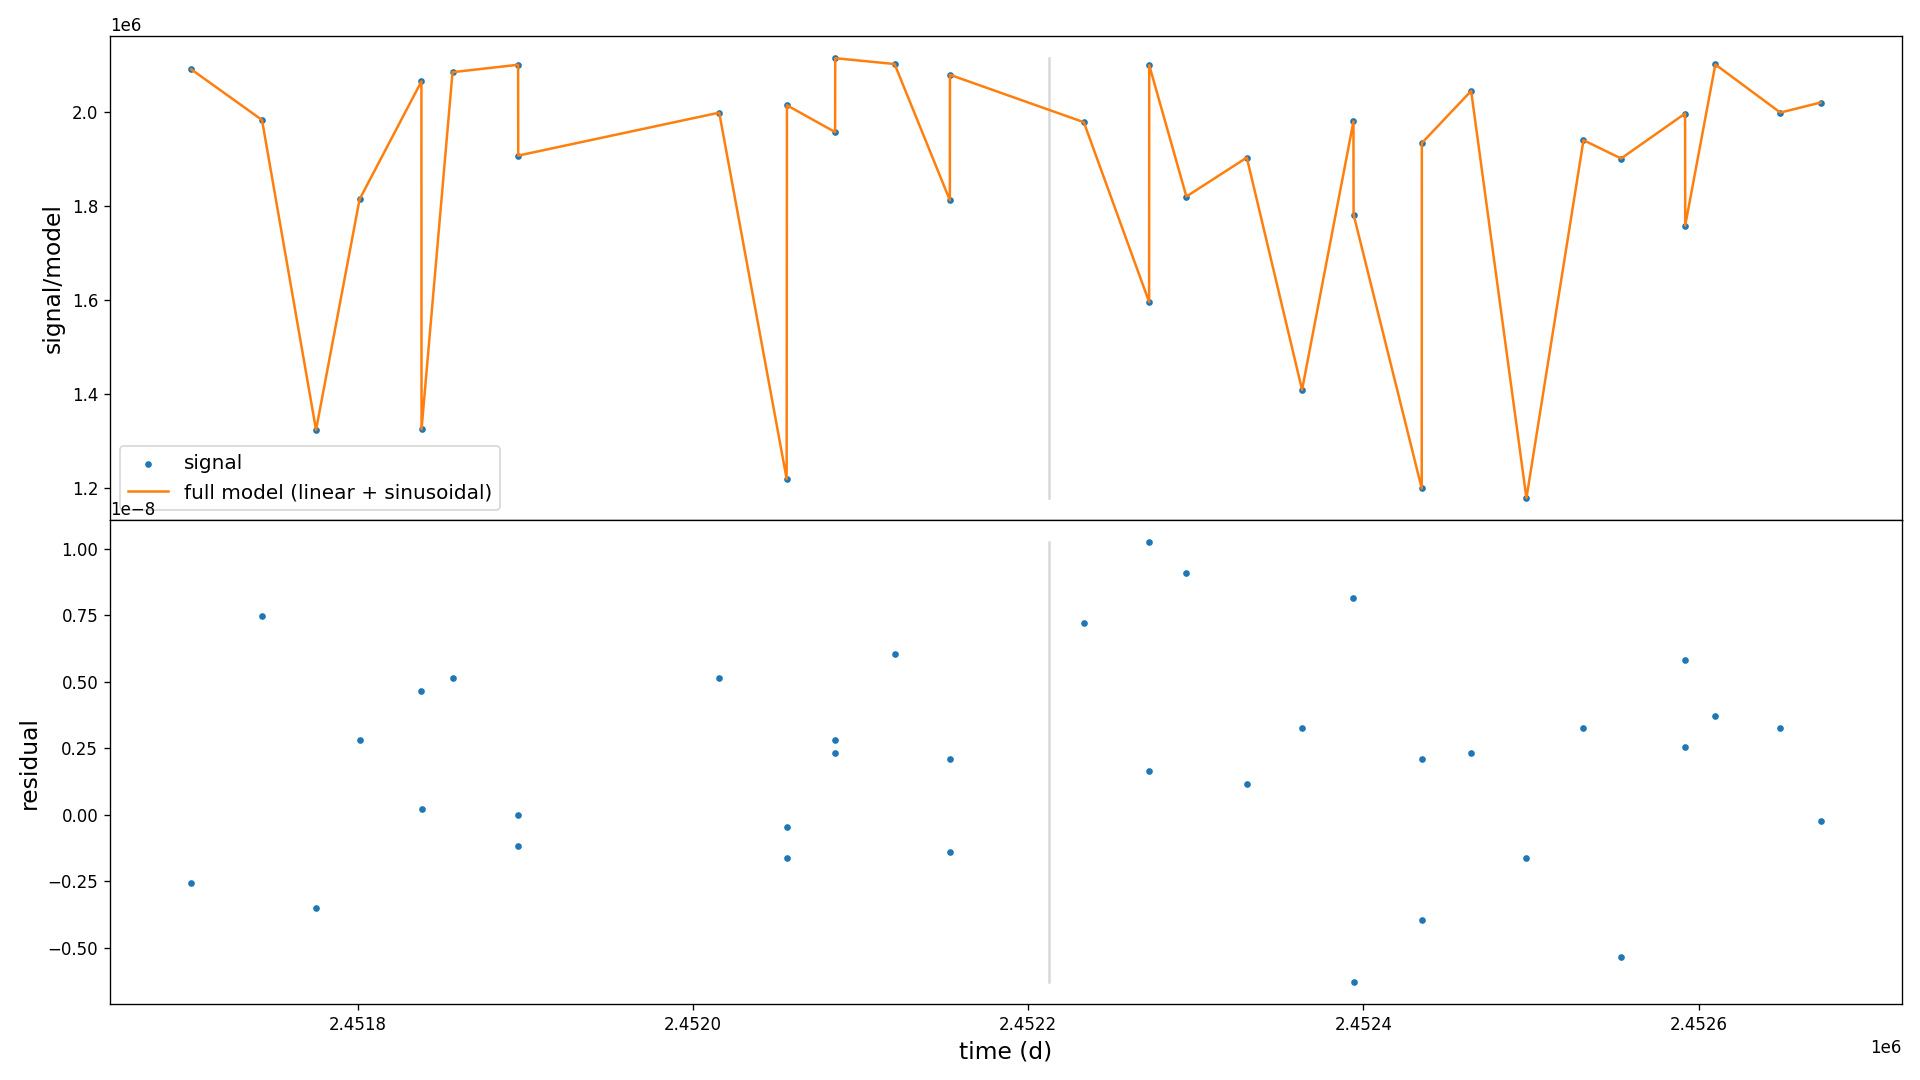 1e6
2.0
1.8
1.6
1.4
1.2
signal/model
signal
full model (linear + sinusoidal)
1e−8
1.00
0.75
0.50
0.25
0.00
−0.25
−0.50
residual
2.4518
2.4520
2.4522
2.4524
2.4526
1e6
time (d)